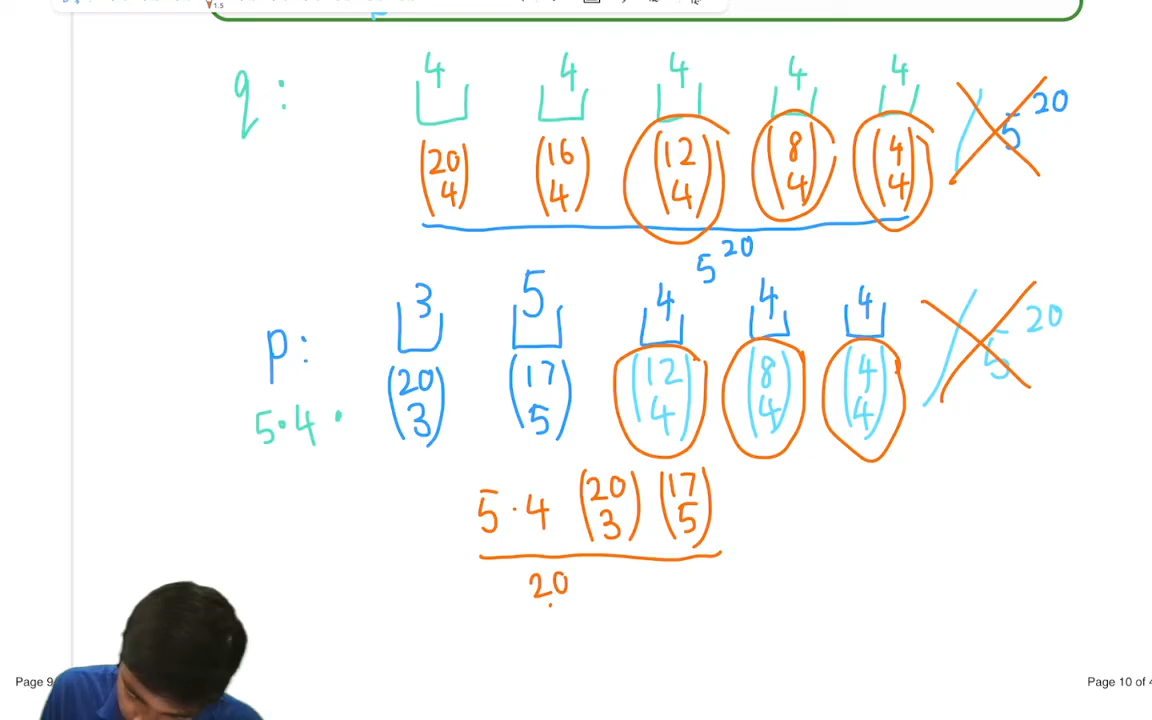 q: 4 4 4 4 4 / 5^20
(20 4) (16 4) (12 4) (8 4) (4 4)
5^20
p: 3 5 4 4 4 / 5^20
5·4· (20 3) (17 5) (12 4) (8 4) (4 4)
5·4 (20 3) (17 5)
20
Page 9
Page 10 of 4